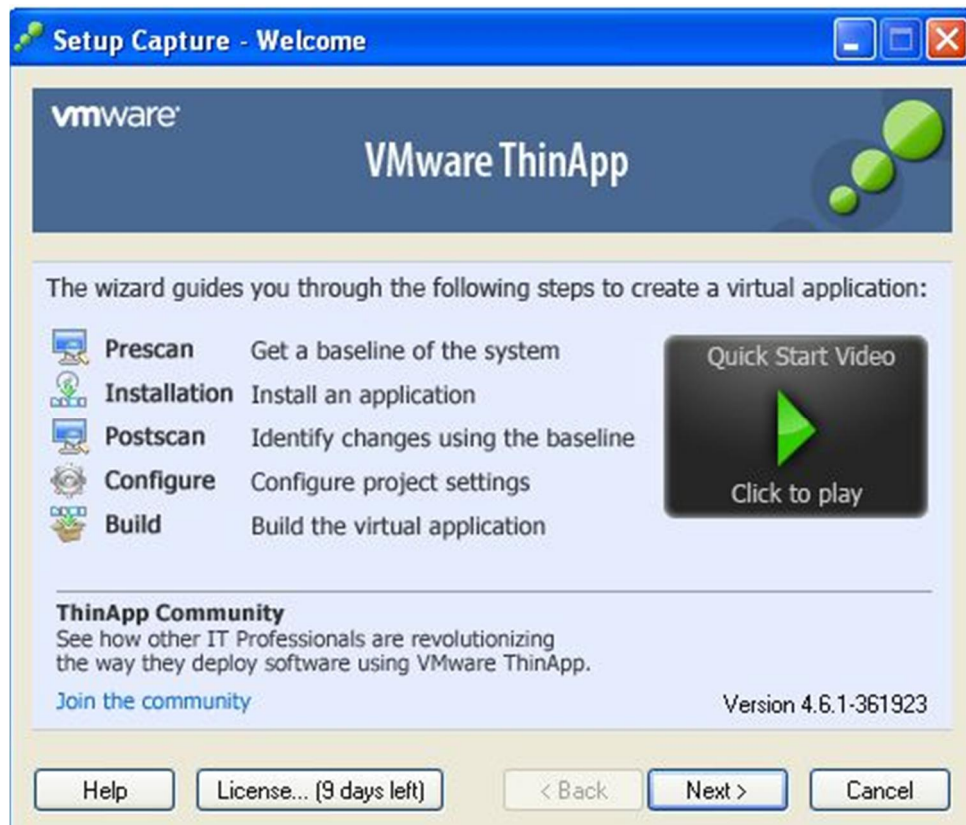 Setup Capture - Welcome
vmware
VMware ThinApp
The wizard guides you through the following steps to create a virtual application:
Prescan Get a baseline of the system
Installation Install an application
Postscan Identify changes using the baseline
Configure Configure project settings
Build Build the virtual application
Quick Start Video
Click to play
ThinApp Community
See how other IT Professionals are revolutionizing
the way they deploy software using VMware ThinApp.
Join the community
Version 4.6.1-361923
Help
License... (9 days left)
< Back
Next >
Cancel